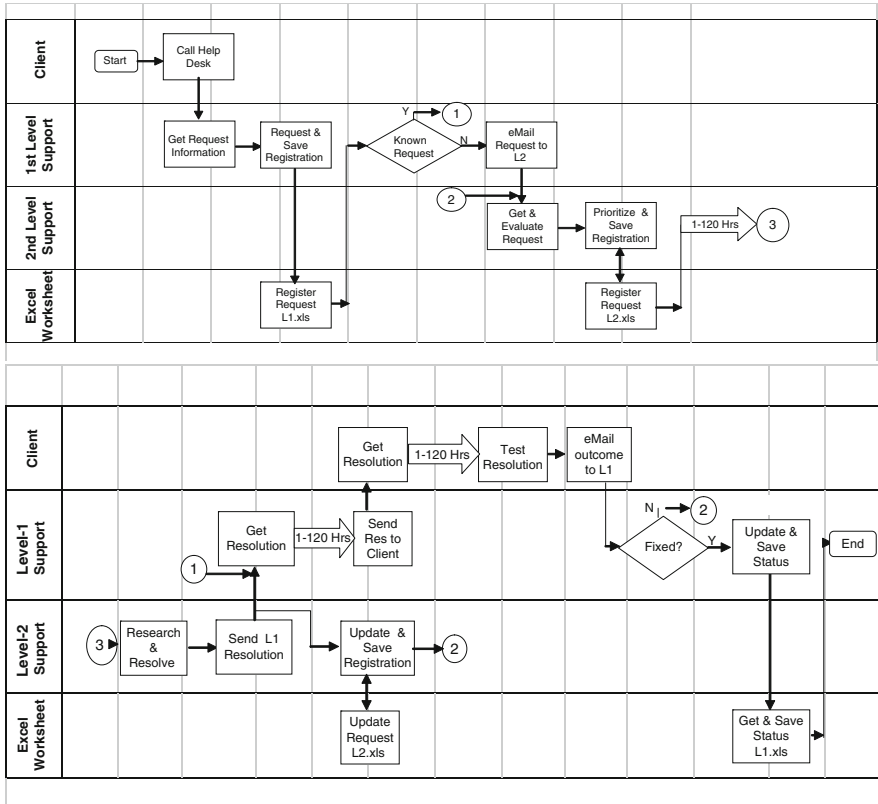 Client
Start
Call Help
Desk
1st Level
Support
Get Request
Information
Request &
Save
Registration
Y
1
Known
Request
N
eMail
Request to
L2
2nd Level
Support
2
Get &
Evaluate
Request
Prioritize &
Save
Registration
1-120 Hrs
3
Excel
Worksheet
Register
Request
L1.xls
Register
Request
L2.xls
Client
Get
Resolution
1-120 Hrs
Test
Resolution
eMail
outcome
to L1
Level-1
Support
Get
Resolution
1-120 Hrs
Send
Res to
Client
1
N
2
Fixed?
Y
Update &
Save
Status
End
Level-2
Support
3
Research
&
Resolve
Send L1
Resolution
Update &
Save
Registration
2
Excel
Worksheet
Update
Request
L2.xls
Get & Save
Status
L1.xls